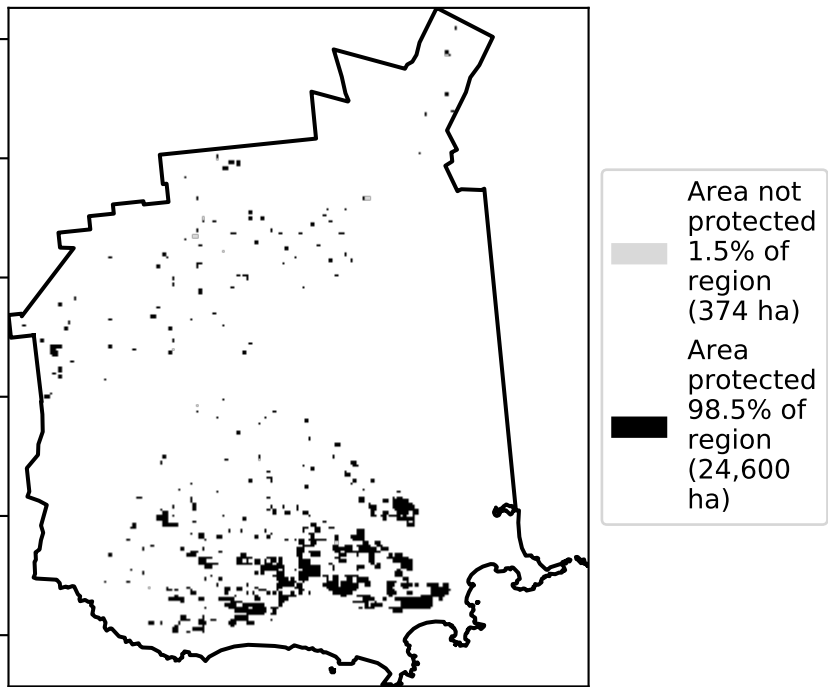 Area not
protected
1.5% of
region
(374 ha)
Area
protected
98.5% of
region
(24,600
ha)